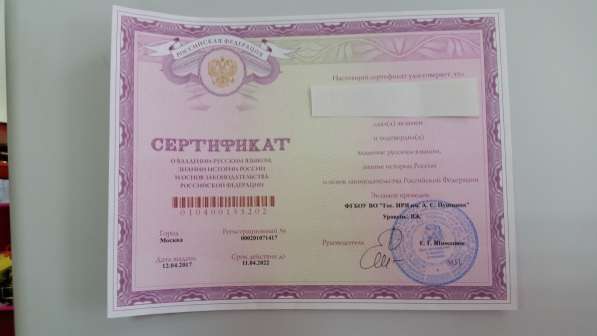 РОССИЙСКАЯ ФЕДЕРАЦИЯ
СЕРТИФИКАТ
О ВЛАДЕНИИ РУССКИМ ЯЗЫКОМ,
ЗНАНИИ ИСТОРИИ РОССИИ
И ОСНОВ ЗАКОНОДАТЕЛЬСТВА
РОССИЙСКОЙ ФЕДЕРАЦИИ
010400155202
Город Регистрационный №
Москва 000201071417
Дата выдачи Срок действия до
12.04.2017 11.04.2022
Настоящий сертификат удостоверяет, что
сдал(а) экзамен
и подтвердил(а)
владение русским языком,
знание истории России
и основ законодательства Российской Федерации
Экзамен проведен
ФГБОУ ВО "Гос. ИРЯ им. А. С. Пушкина"
Уровень: ВЖ
Руководитель
М.П.